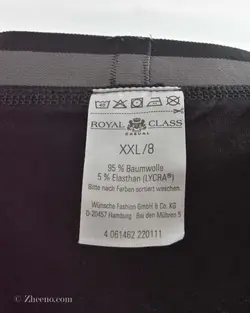 ROYAL CLASS
CASUAL
XXL/8
95 % Baumwolle
5 % Elasthan (LYCRA®)
Bitte nach Farben sortiert waschen.
Wünsche Fashion GmbH & Co. KG
D-20457 Hamburg Bei den Mühren 5
4 061462 220111
© Zheeno.com